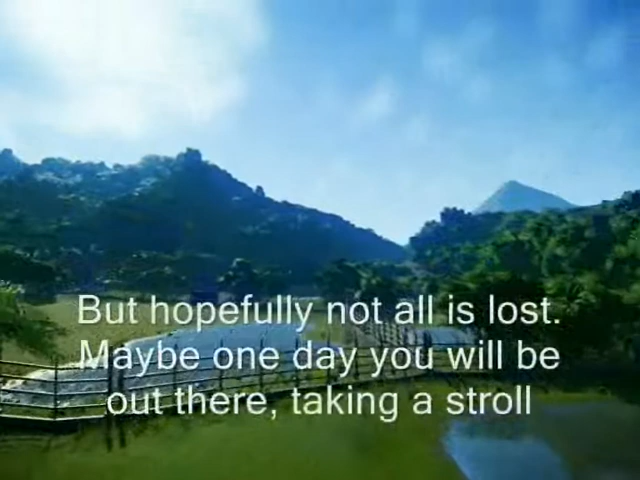 But hopefully not all is lost.
Maybe one day you will be
out there, taking a stroll